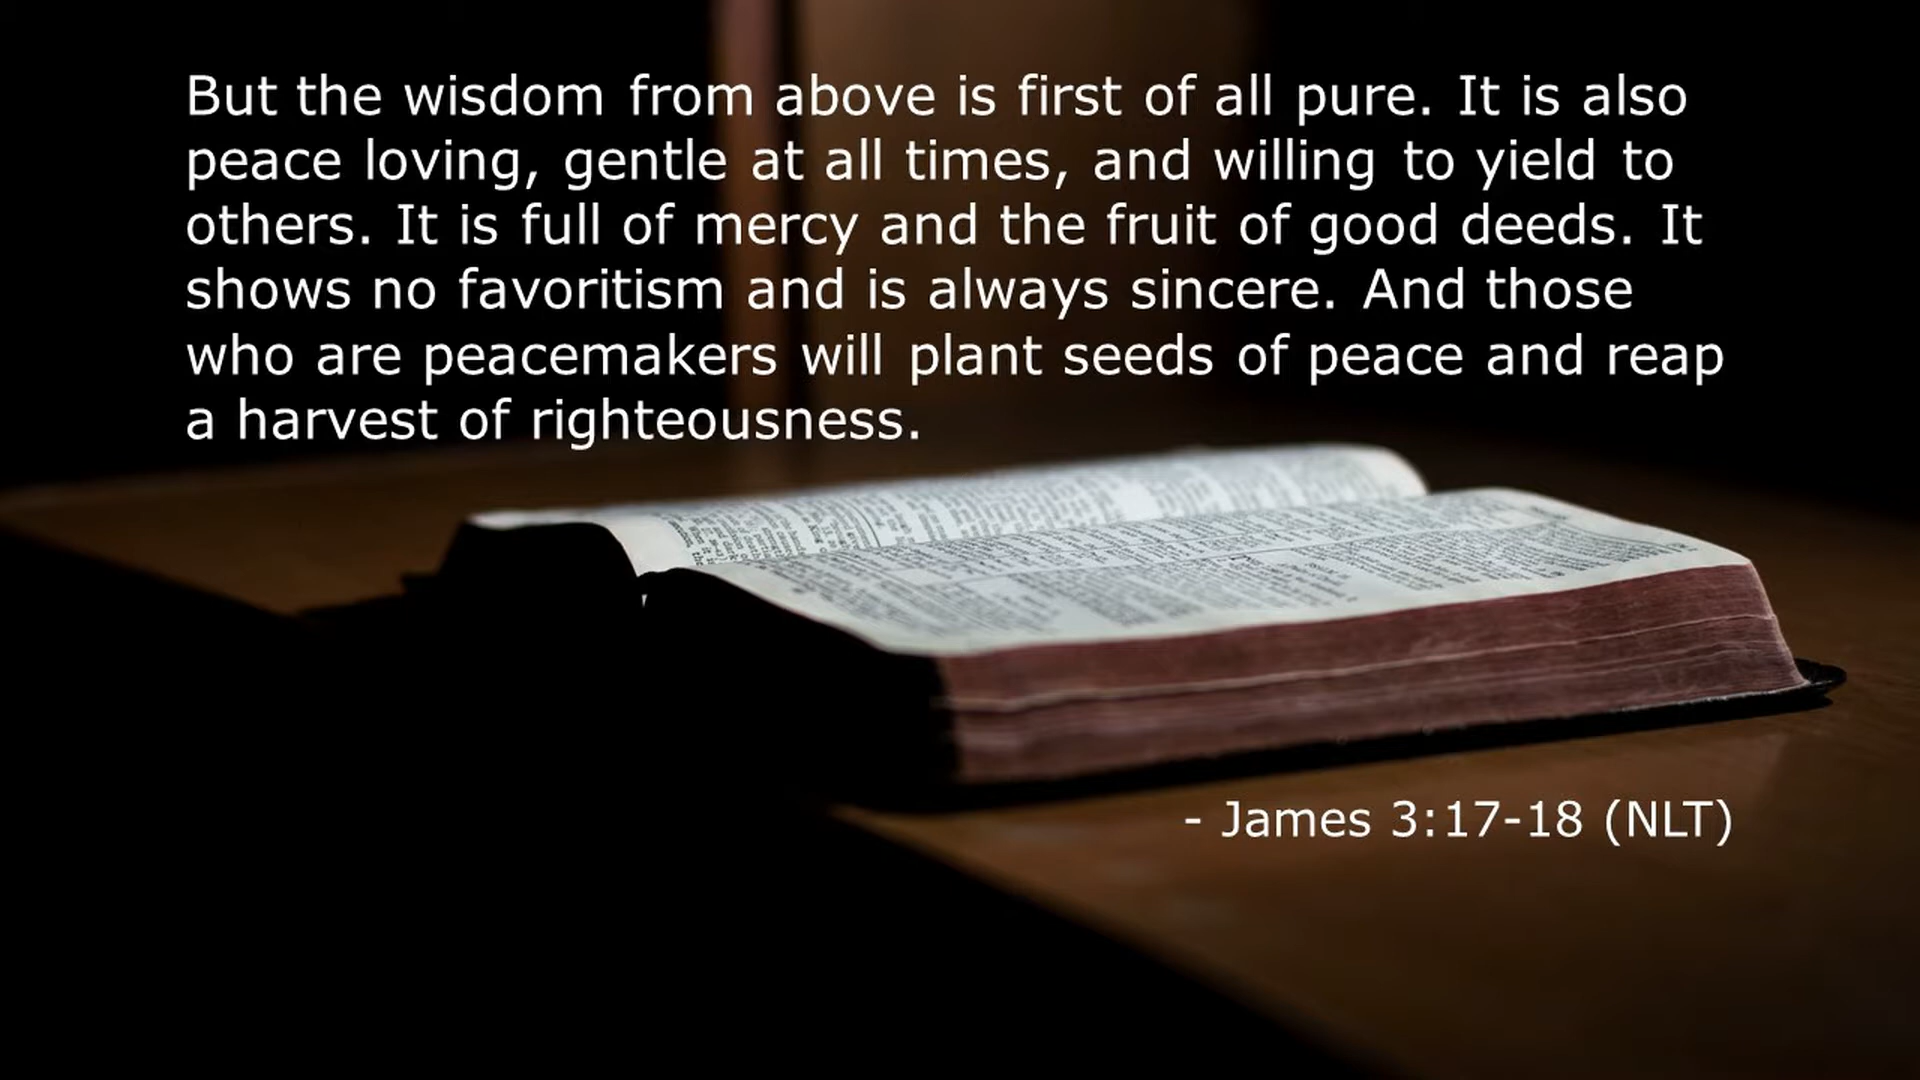 But the wisdom from above is first of all pure. It is also
peace loving, gentle at all times, and willing to yield to
others. It is full of mercy and the fruit of good deeds. It
shows no favoritism and is always sincere. And those
who are peacemakers will plant seeds of peace and reap
a harvest of righteousness.
- James 3:17-18 (NLT)